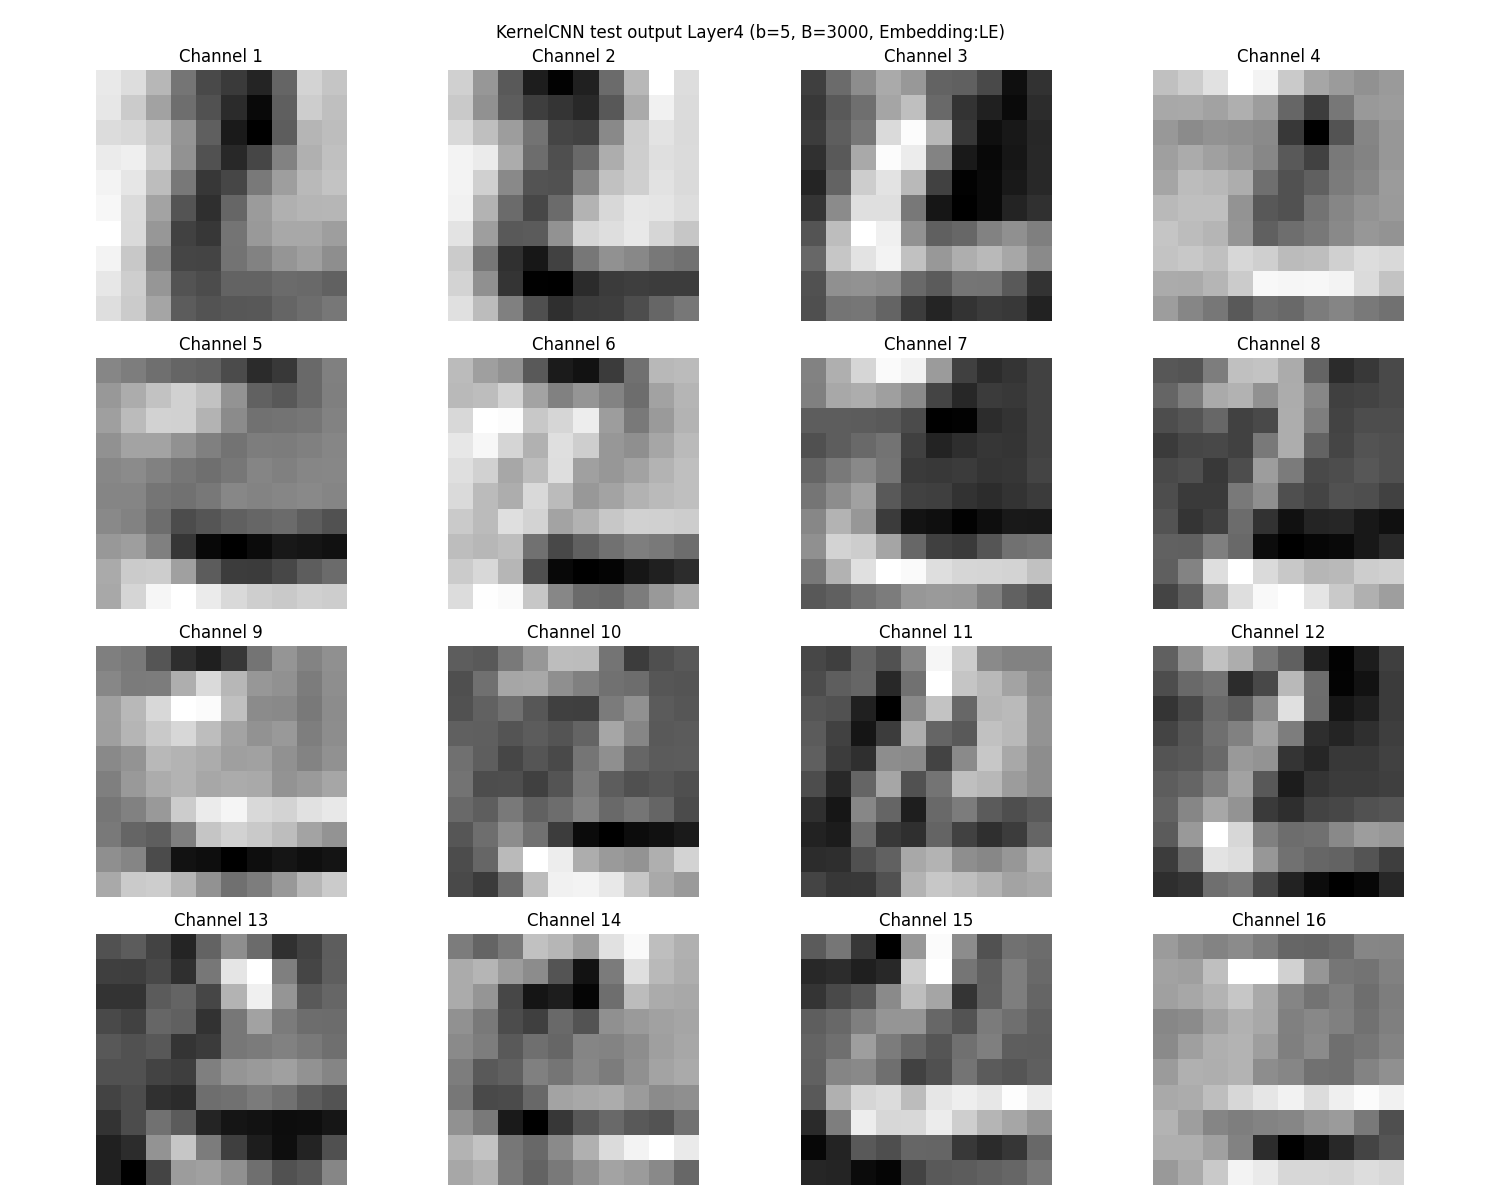 KernelCNN test output Layer4 (b=5, B=3000, Embedding:LE)
Channel 1 Channel 2 Channel 3 Channel 4
Channel 5 Channel 6 Channel 7 Channel 8
Channel 9 Channel 10 Channel 11 Channel 12
Channel 13 Channel 14 Channel 15 Channel 16